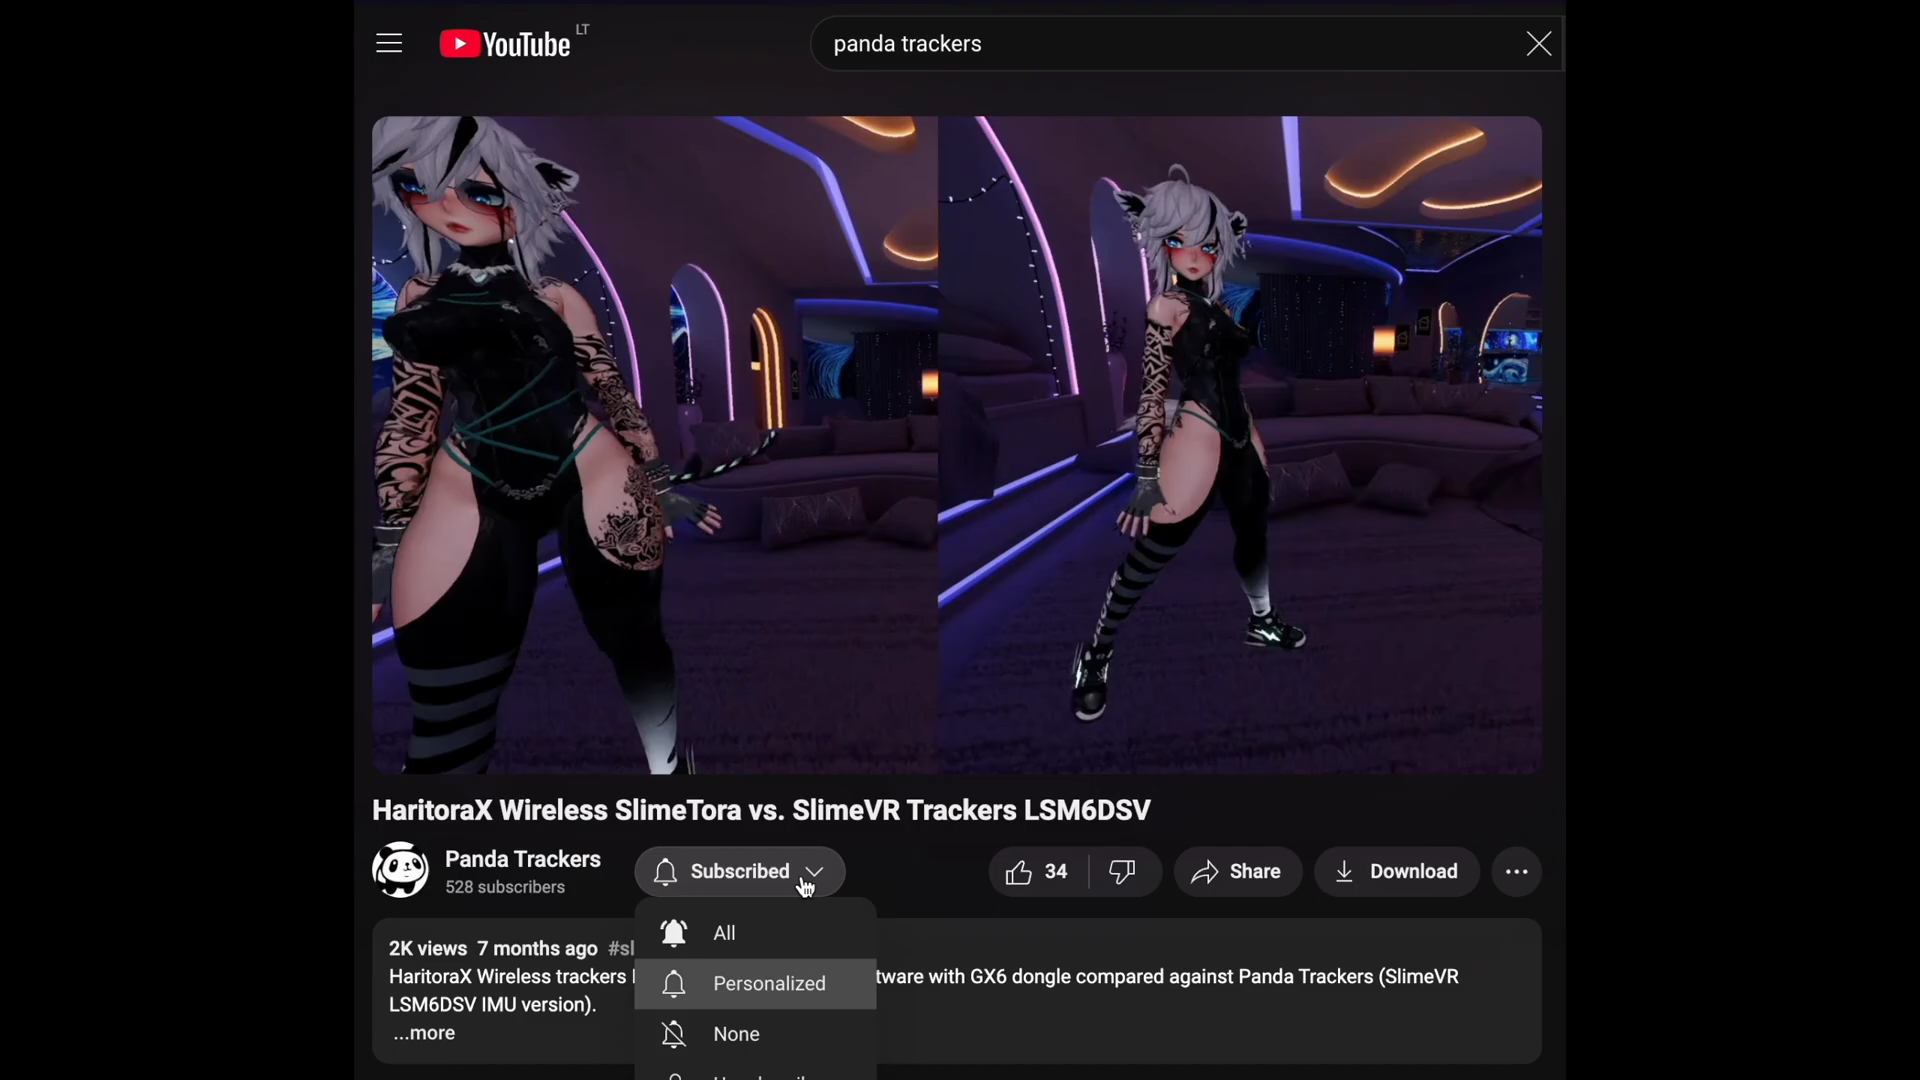 YouTube LT
panda trackers
HaritoraX Wireless SlimeTora vs. SlimeVR Trackers LSM6DSV
Panda Trackers
528 subscribers
Subscribed
34
Share
Download
All
Personalized
None
2K views 7 months ago #sl
HaritoraX Wireless trackers tware with GX6 dongle compared against Panda Trackers (SlimeVR
LSM6DSV IMU version).
...more